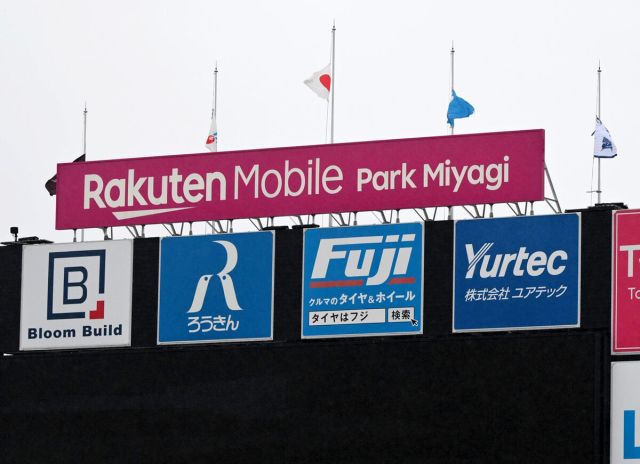 Rakuten Mobile Park Miyagi
B
Bloom Build
R
ろうきん
Fuji
クルマのタイヤ&ホイール
タイヤはフジ 検索
Yurtec
株式会社 ユアテック